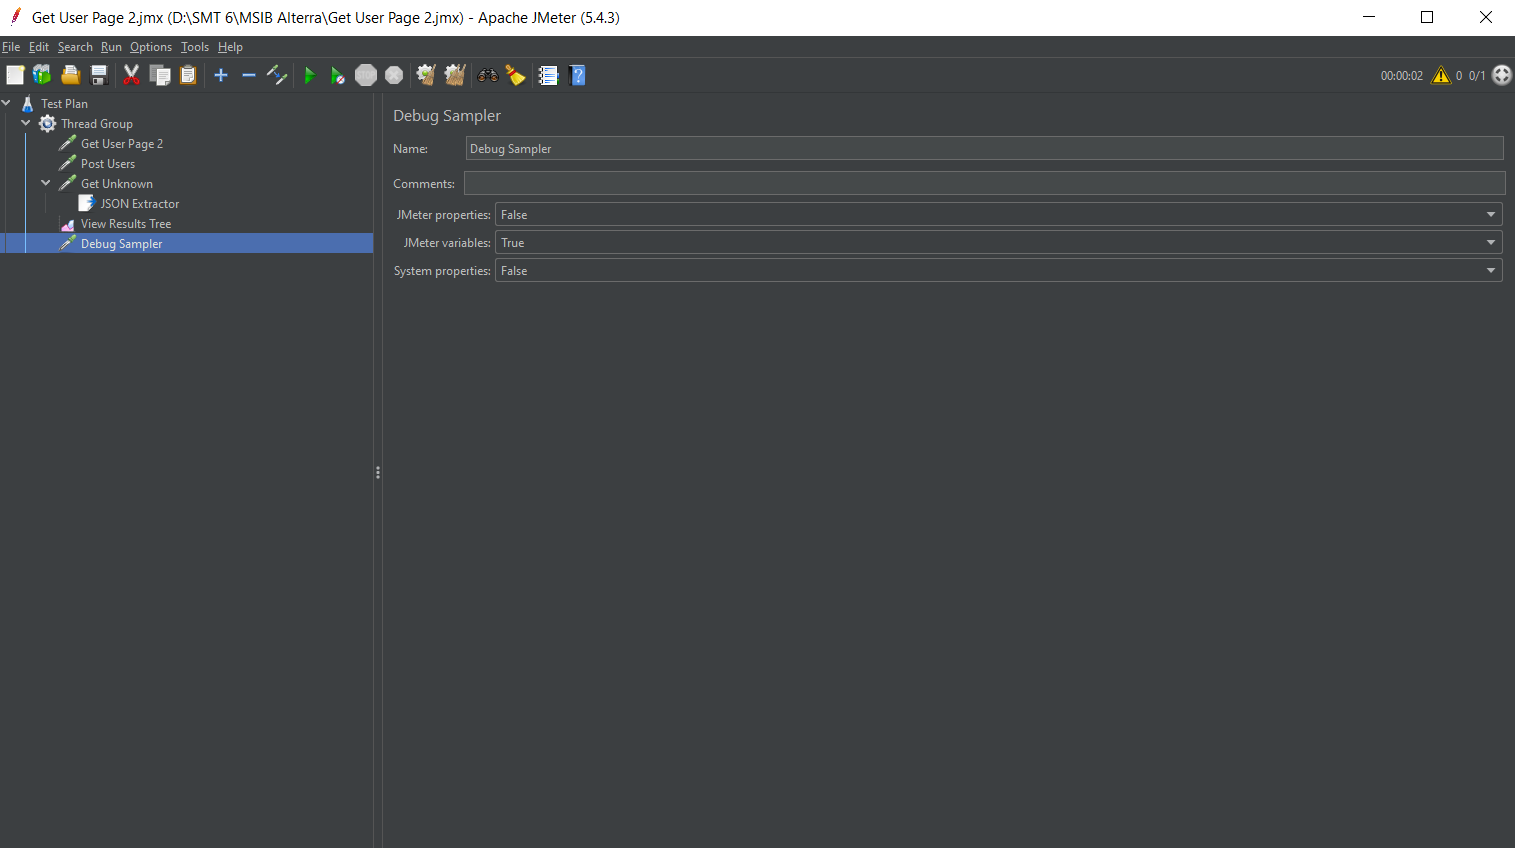 Get User Page 2.jmx (D:\SMT 6\MSIB Alterra\Get User Page 2.jmx) - Apache JMeter (5.4.3)
File Edit Search Run Options Tools Help
00:00:02 0 0/1
Test Plan
Thread Group
Get User Page 2
Post Users
Get Unknown
JSON Extractor
View Results Tree
Debug Sampler
Debug Sampler
Name: Debug Sampler
Comments:
JMeter properties: False
JMeter variables: True
System properties: False